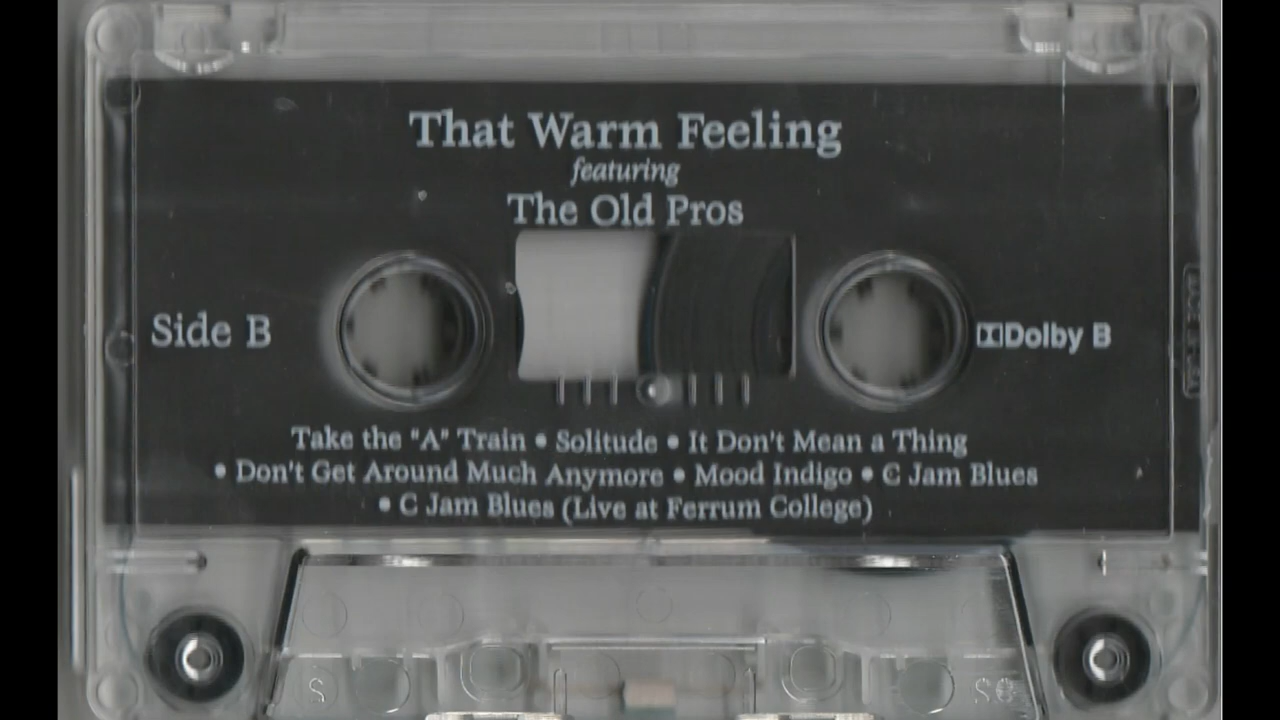 That Warm Feeling
featuring
The Old Pros
Side B
Dolby B
Take the "A" Train • Solitude • It Don't Mean a Thing
• Don't Get Around Much Anymore • Mood Indigo • C Jam Blues
• C Jam Blues (Live at Ferrum College)